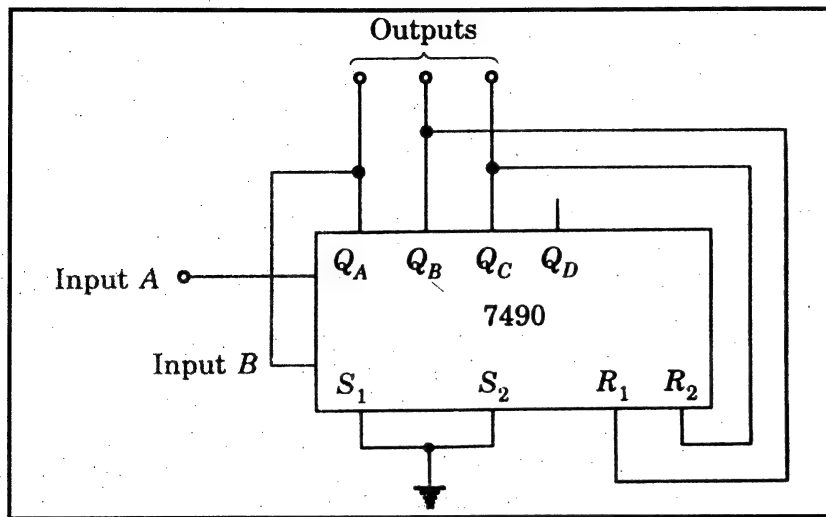 Outputs
Q_A Q_B Q_C Q_D
Input A
7490
Input B
S_1 S_2 R_1 R_2